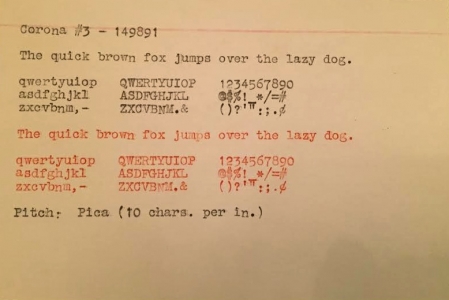 Corona #3 - 149891
The quick brown fox jumps over the lazy dog.
qwertyuiop QWERTYUIOP 1234567890
asdfghjkl ASDFGHJKL @$%!_*/=#
zxcvbnm,- ZXCVBNM.& ()?'":;.¢
The quick brown fox jumps over the lazy dog.
qwertyuiop QWERTYUIOP 1234567890
asdfghjkl ASDFGHJKL @$%!_*/=#
zxcvbnm,- ZXCVBNM.& ()?'":;.¢
Pitch: Pica (10 chars. per in.)